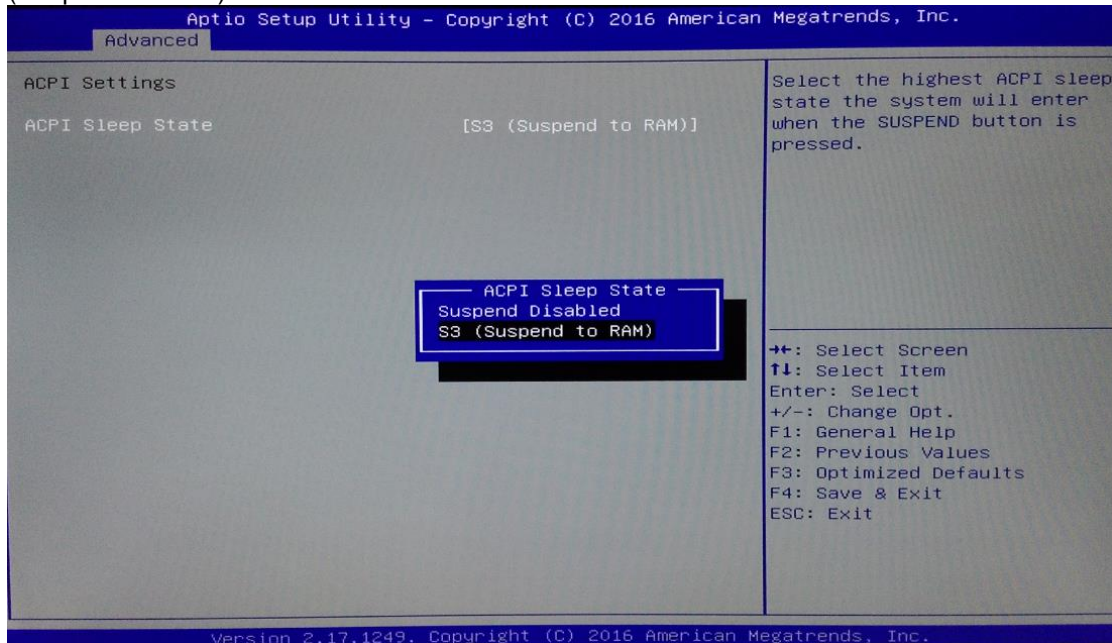 Aptio Setup Utility – Copyright (C) 2016 American Megatrends, Inc.
Advanced
ACPI Settings
ACPI Sleep State [S3 (Suspend to RAM)]
ACPI Sleep State
Suspend Disabled
S3 (Suspend to RAM)
Select the highest ACPI sleep
state the system will enter
when the SUSPEND button is
pressed.
→←: Select Screen
↑↓: Select Item
Enter: Select
+/-: Change Opt.
F1: General Help
F2: Previous Values
F3: Optimized Defaults
F4: Save & Exit
ESC: Exit
Version 2.17.1249. Copyright (C) 2016 American Megatrends, Inc.